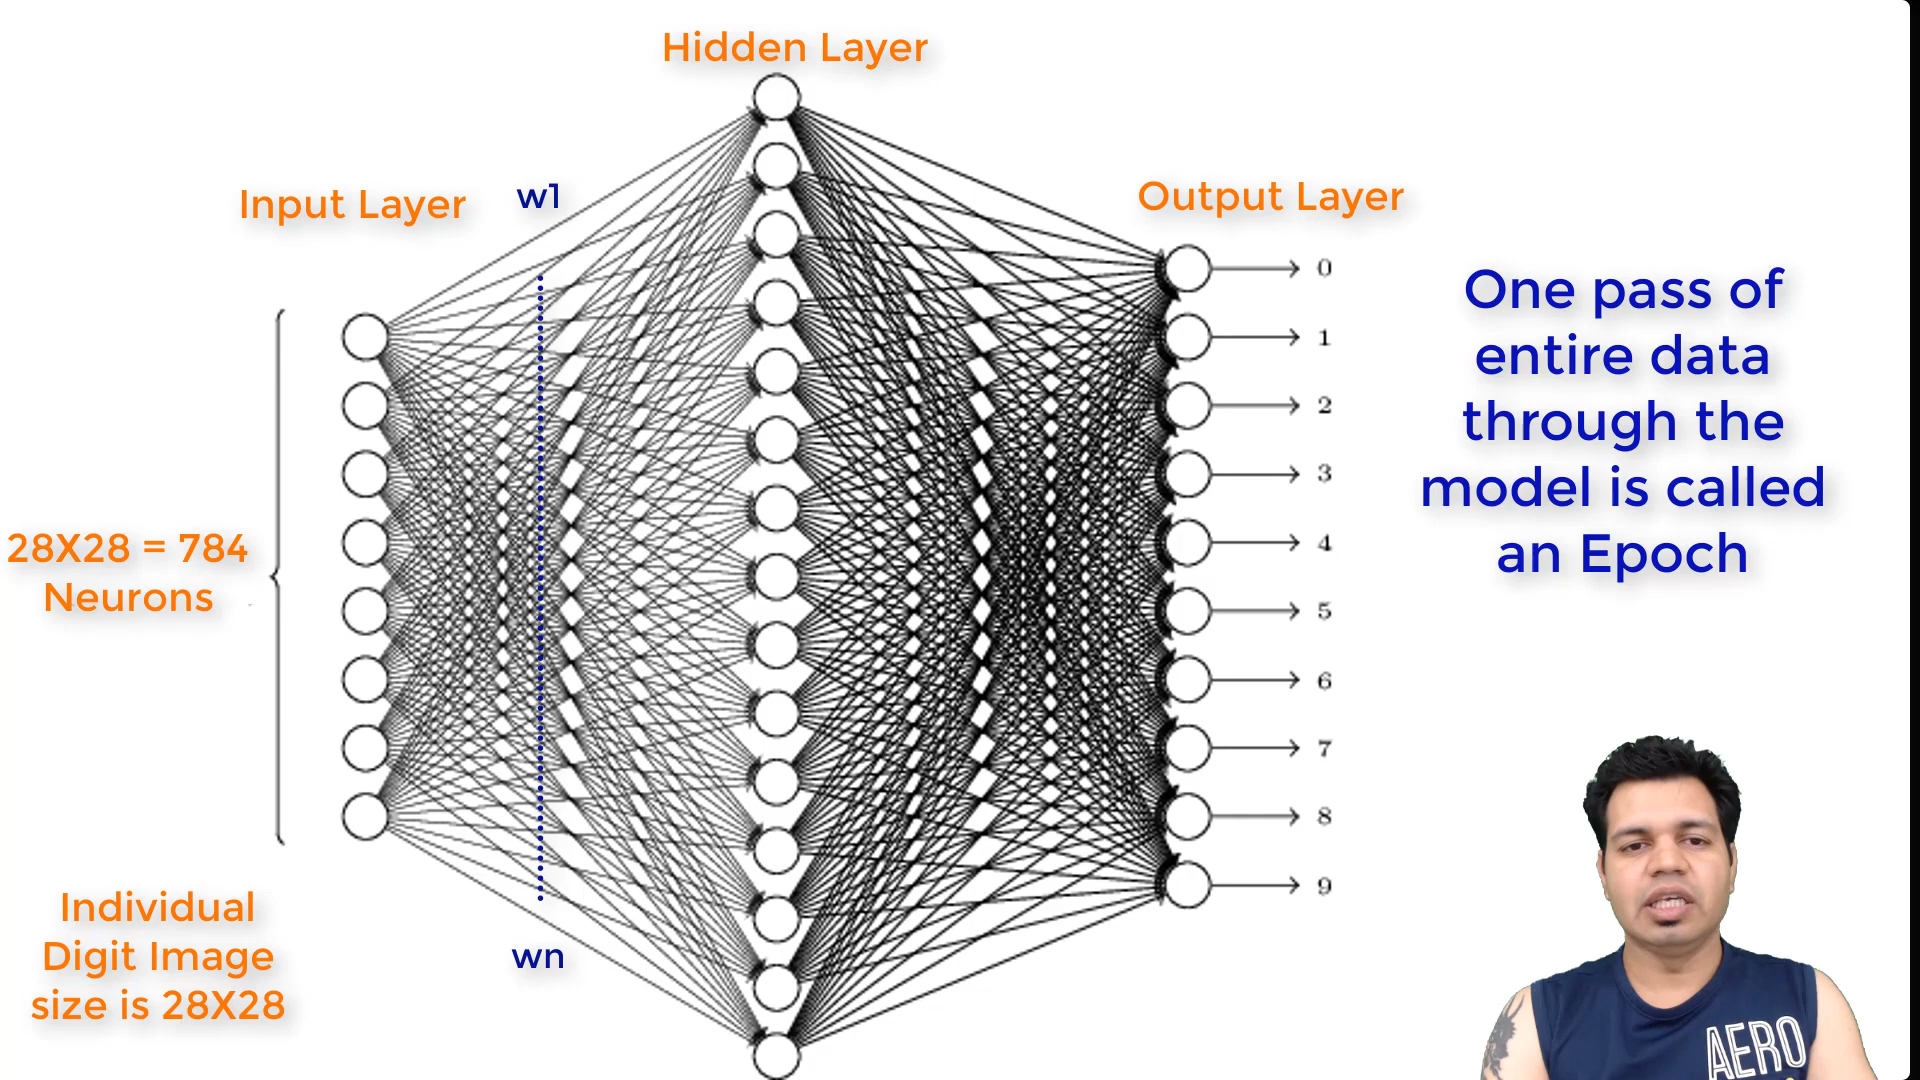 Hidden Layer
Input Layer
w1
Output Layer
0
1
2
3
4
5
6
7
8
9
One pass of
entire data
through the
model is called
an Epoch
28X28 = 784
Neurons
Individual
Digit Image
size is 28X28
wn
AERO